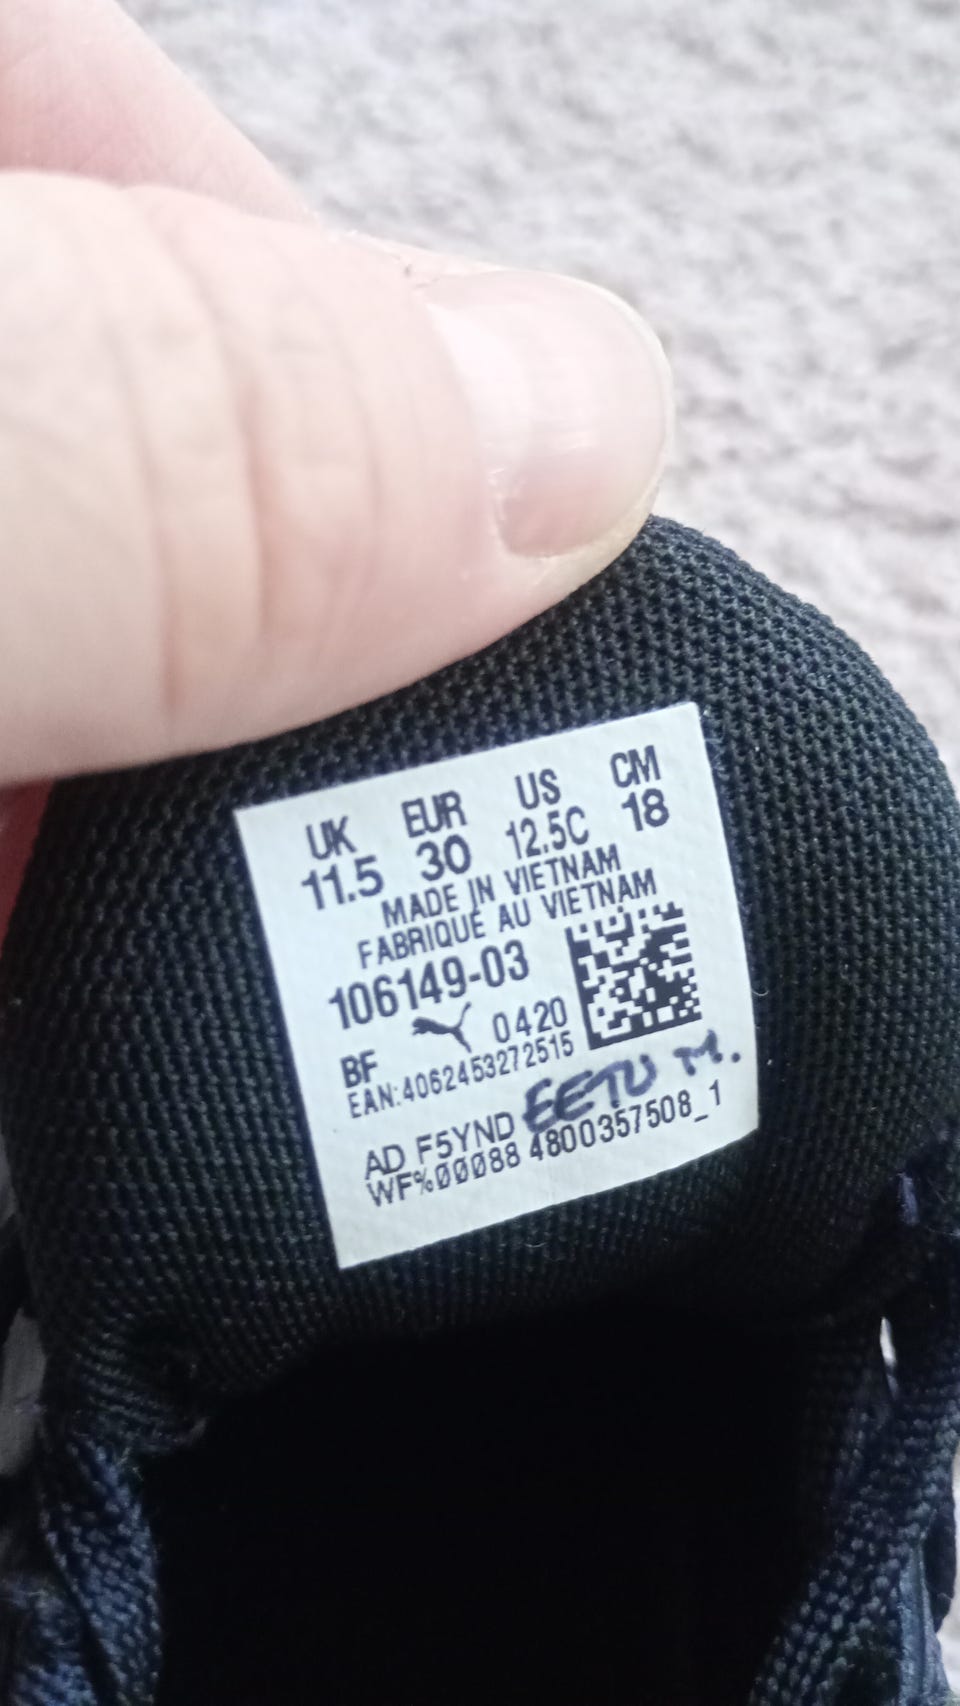 UK EUR US CM
11.5 30 12.5C 18
MADE IN VIETNAM
FABRIQUÉ AU VIETNAM
106149-03
BF 0420
EAN:4062453272515
EETU M.
AD F5YND
WF%00088 4800357508_1